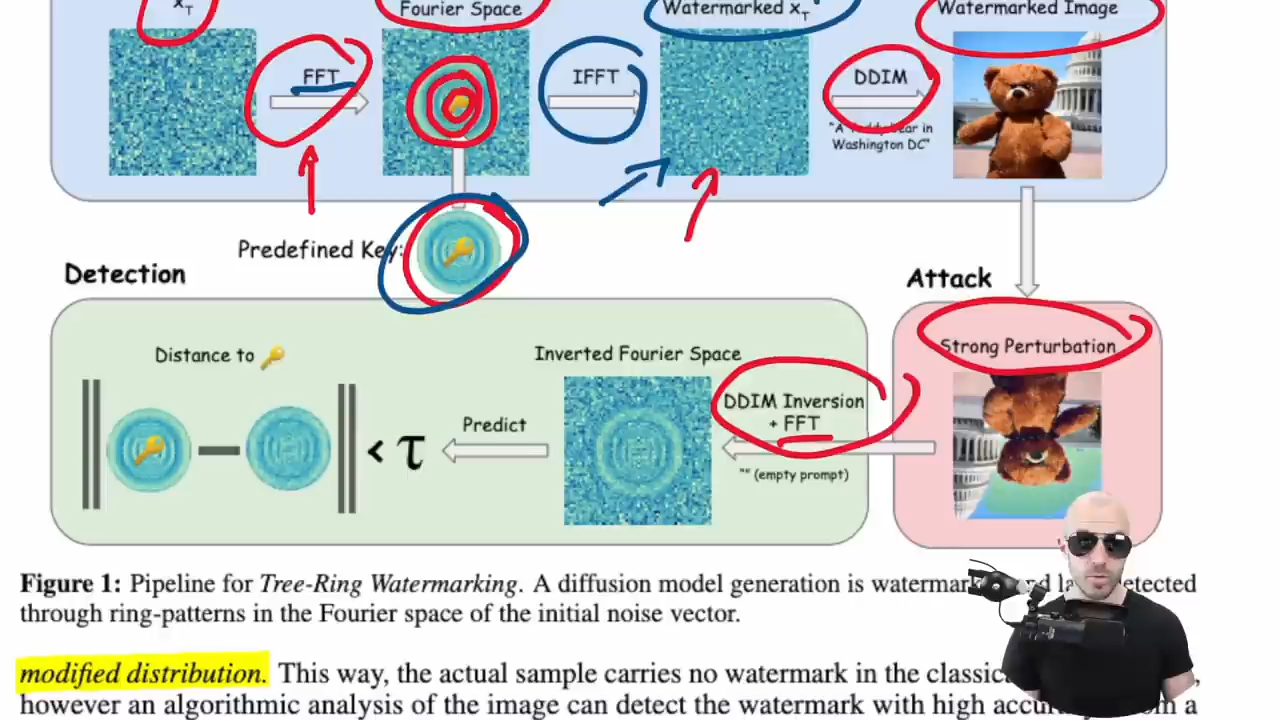 x_T
Fourier Space
Watermarked x_T
Watermarked Image
FFT
IFFT
DDIM
"A Teddy bear in
Washington DC"
Predefined Key:
Detection
Attack
Distance to
Inverted Fourier Space
Strong Perturbation
DDIM Inversion
+ FFT
Predict
< τ
"" (empty prompt)
Figure 1: Pipeline for Tree-Ring Watermarking. A diffusion model generation is
through ring-patterns in the Fourier space of the initial noise vector.
modified distribution. This way, the actual sample carries no watermark in the
however an algorithmic analysis of the image can detect the watermark with high a